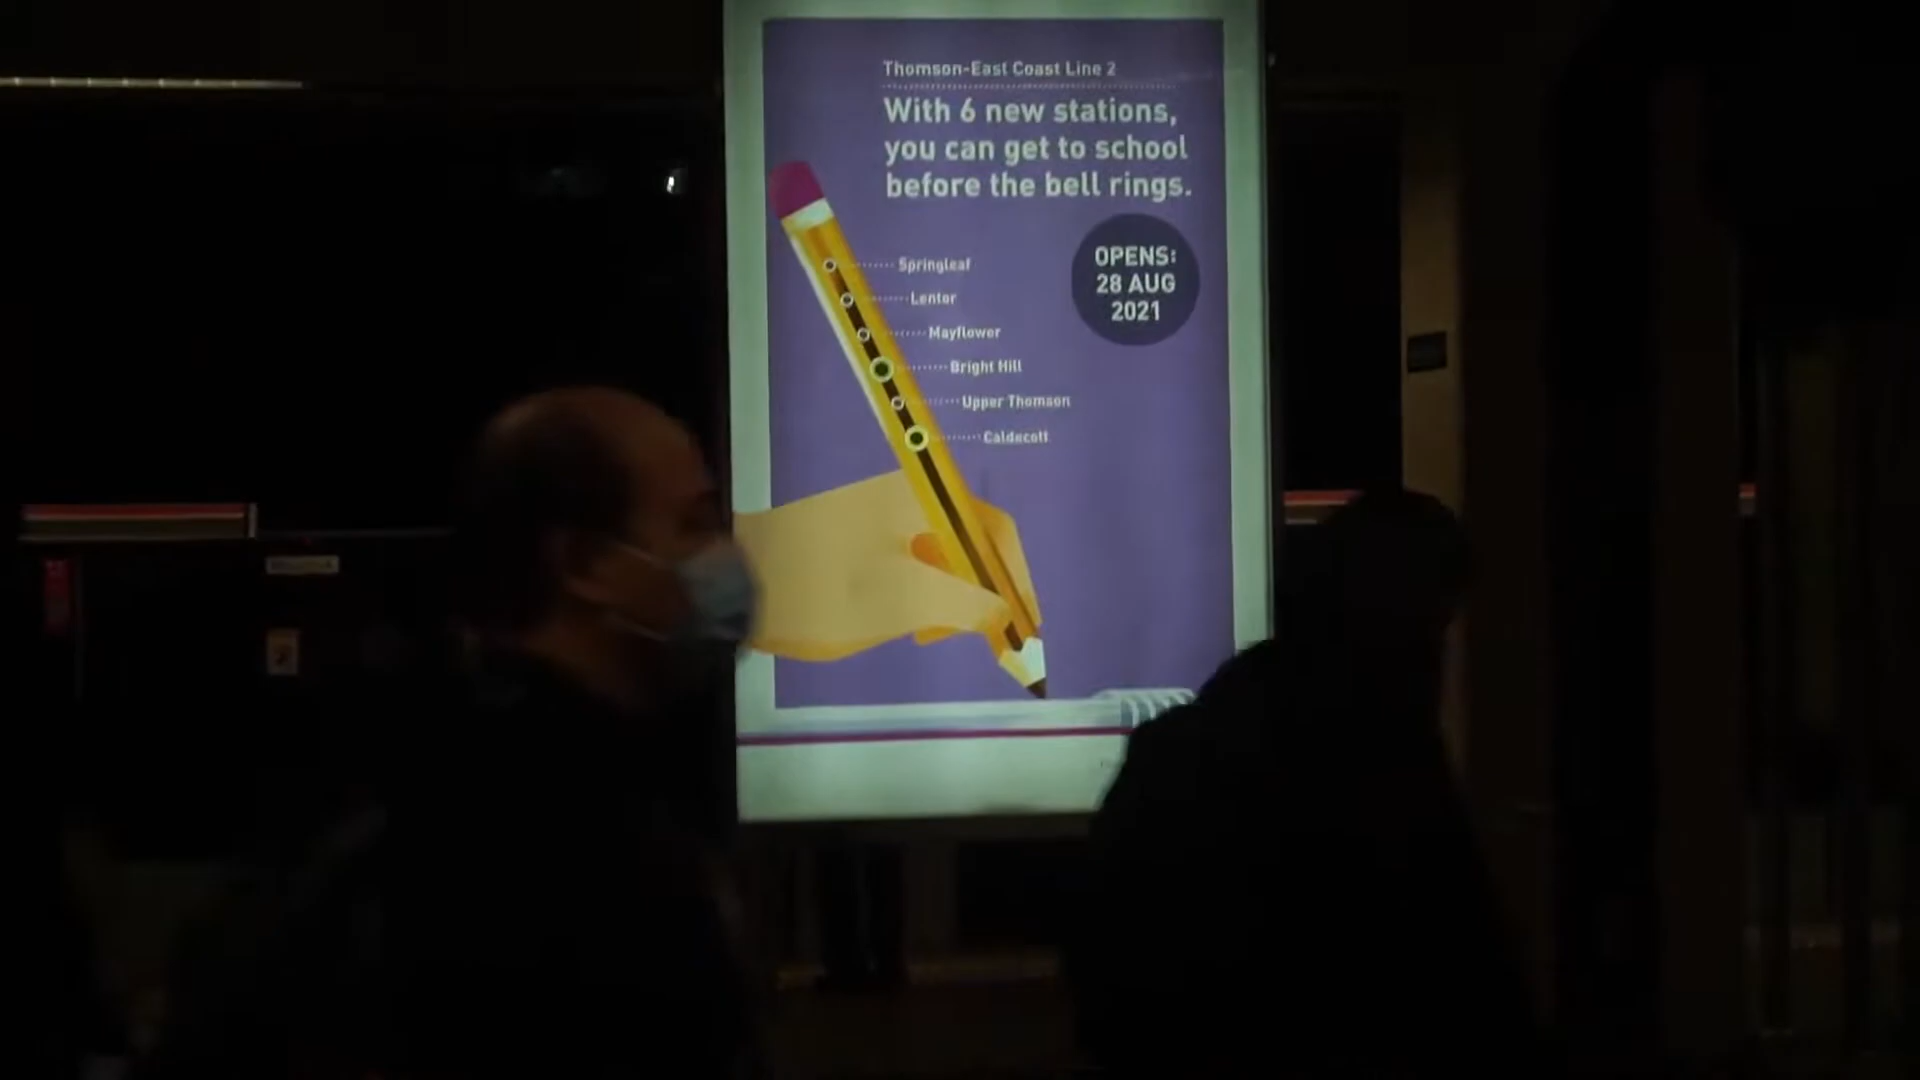 Thomson-East Coast Line 2
With 6 new stations,
you can get to school
before the bell rings.
OPENS:
28 AUG
2021
Springleaf
Lentor
Mayflower
Bright Hill
Upper Thomson
Caldecott